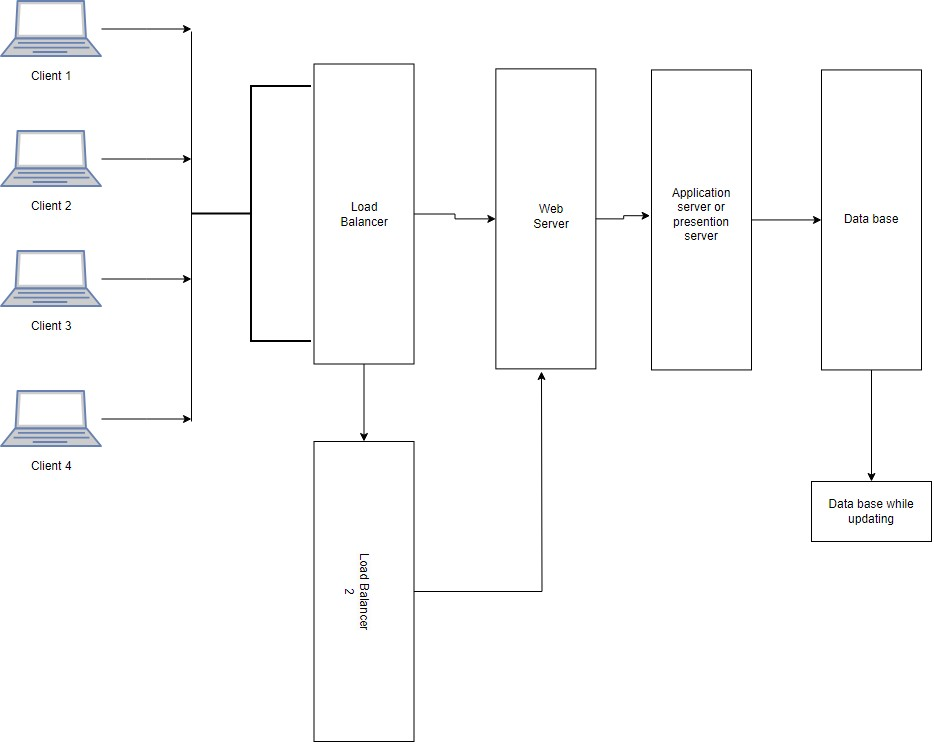 Client 1
Client 2
Client 3
Client 4
Load
Balancer
Web
Server
Application
server or
presention
server
Data base
Load Balancer
2
Data base while
updating